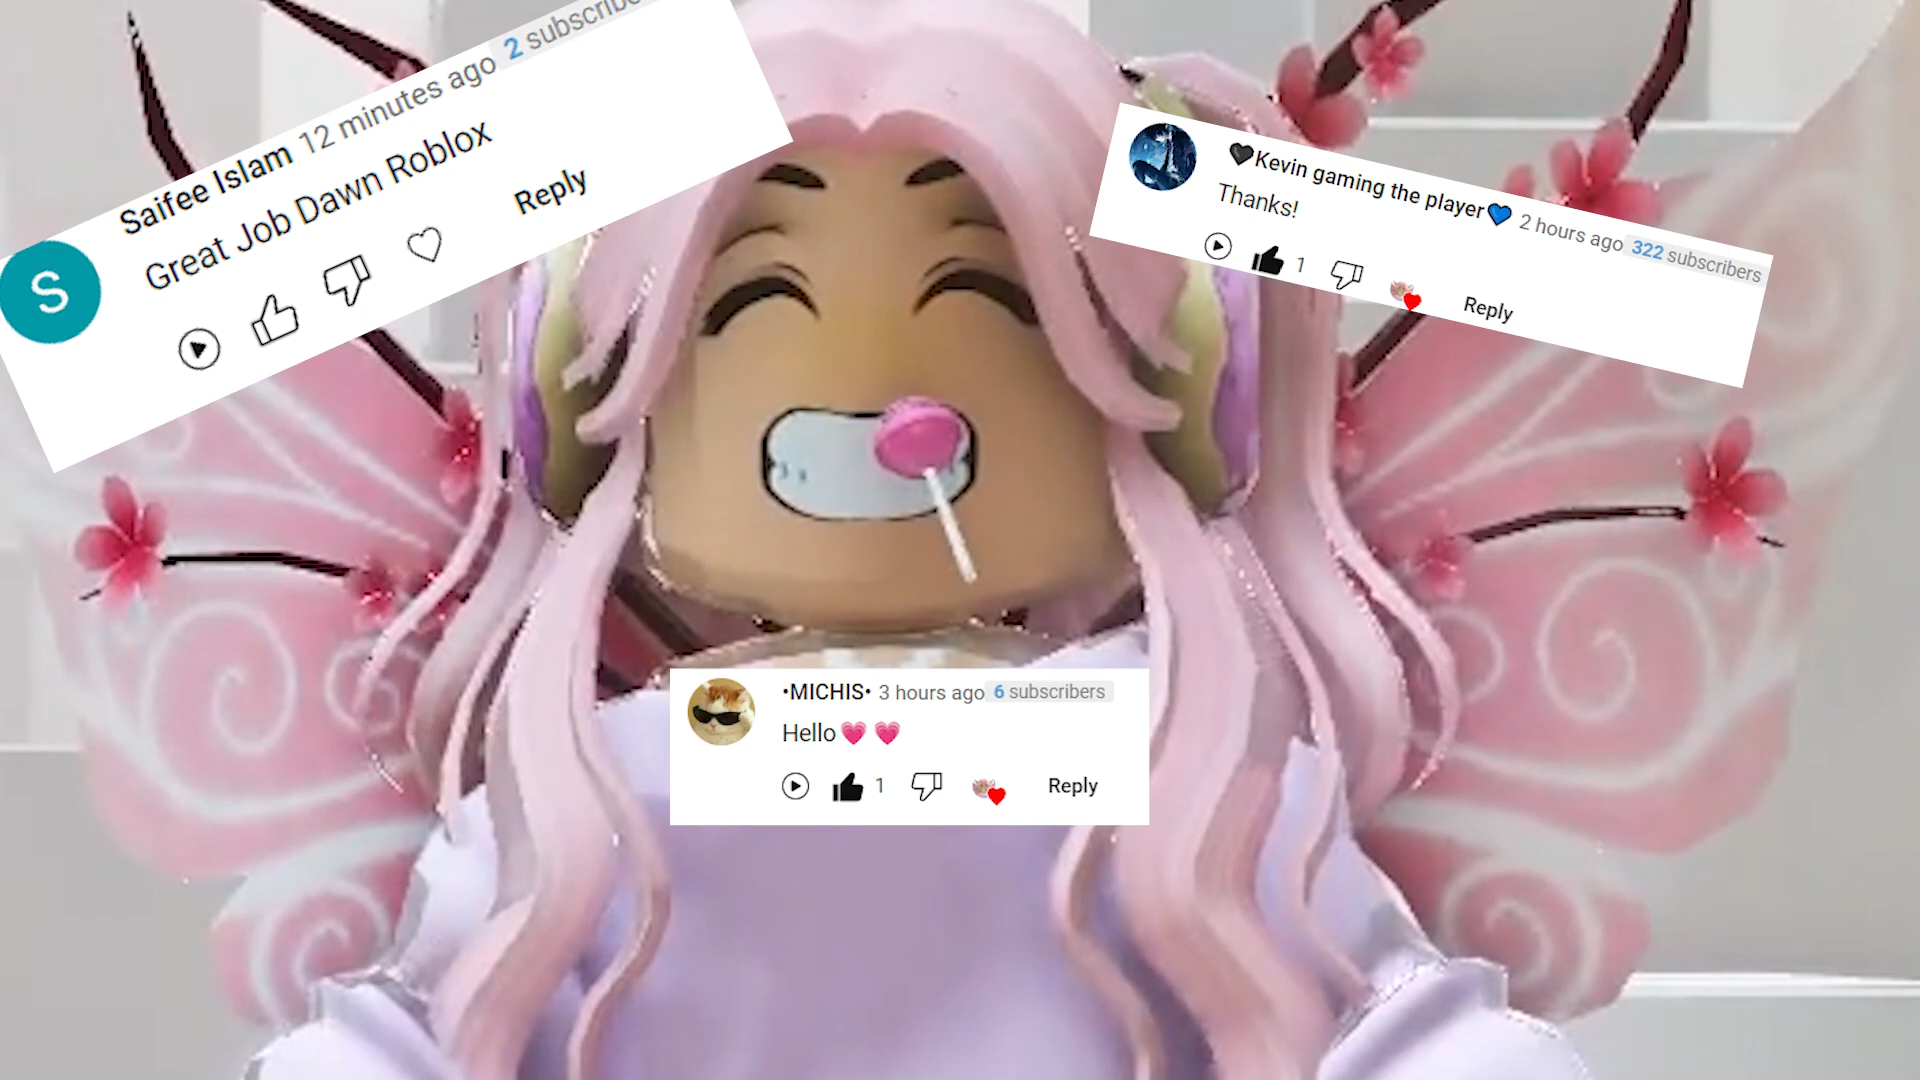 Saifee Islam 12 minutes ago 2
Great Job Dawn Roblox
Reply
S
🖤Kevin gaming the player💙 2 hours ago 322 subscribers
Thanks!
1 Reply
•MICHIS• 3 hours ago 6 subscribers
Hello💗 💗
1 Reply